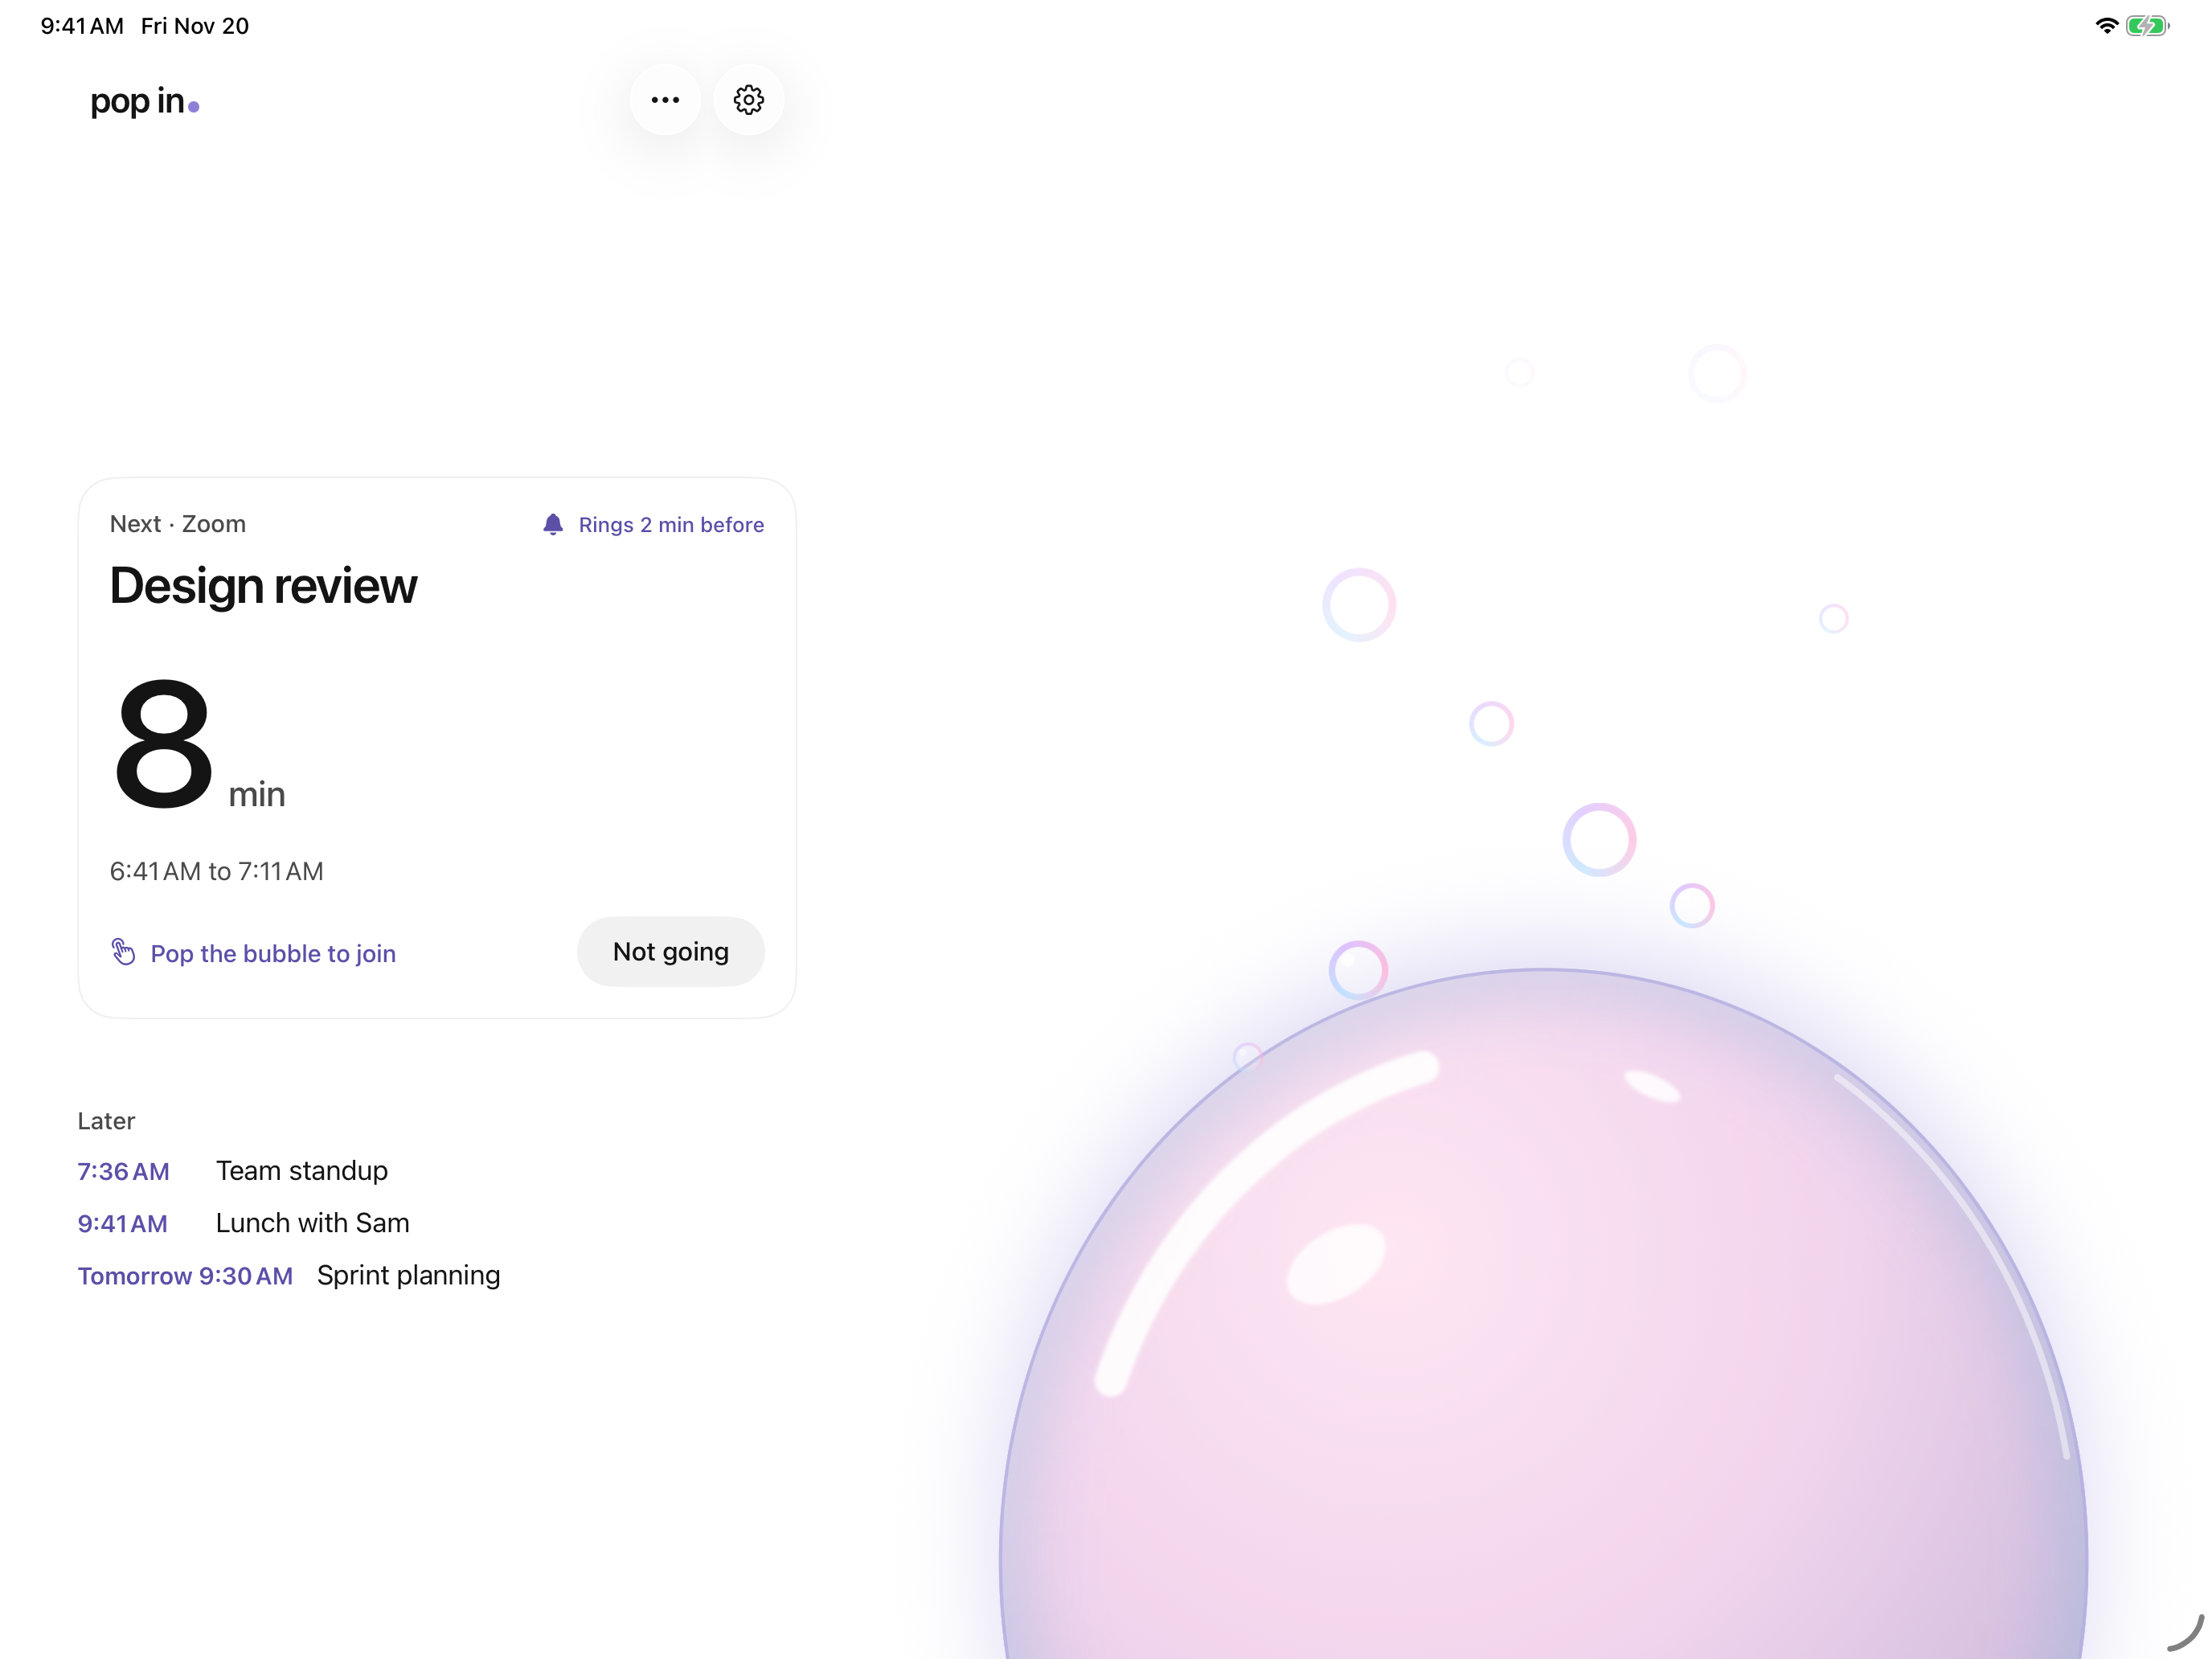 9:41 AM Fri Nov 20
pop in
Next · Zoom
Rings 2 min before
Design review
8 min
6:41 AM to 7:11 AM
Pop the bubble to join
Not going
Later
7:36 AM Team standup
9:41 AM Lunch with Sam
Tomorrow 9:30 AM Sprint planning